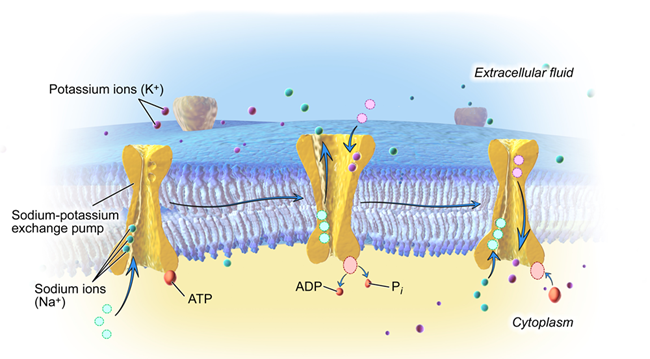 Extracellular fluid
Potassium ions (K⁺)
Sodium-potassium
exchange pump
Sodium ions
(Na⁺)
ATP
ADP
Pᵢ
Cytoplasm